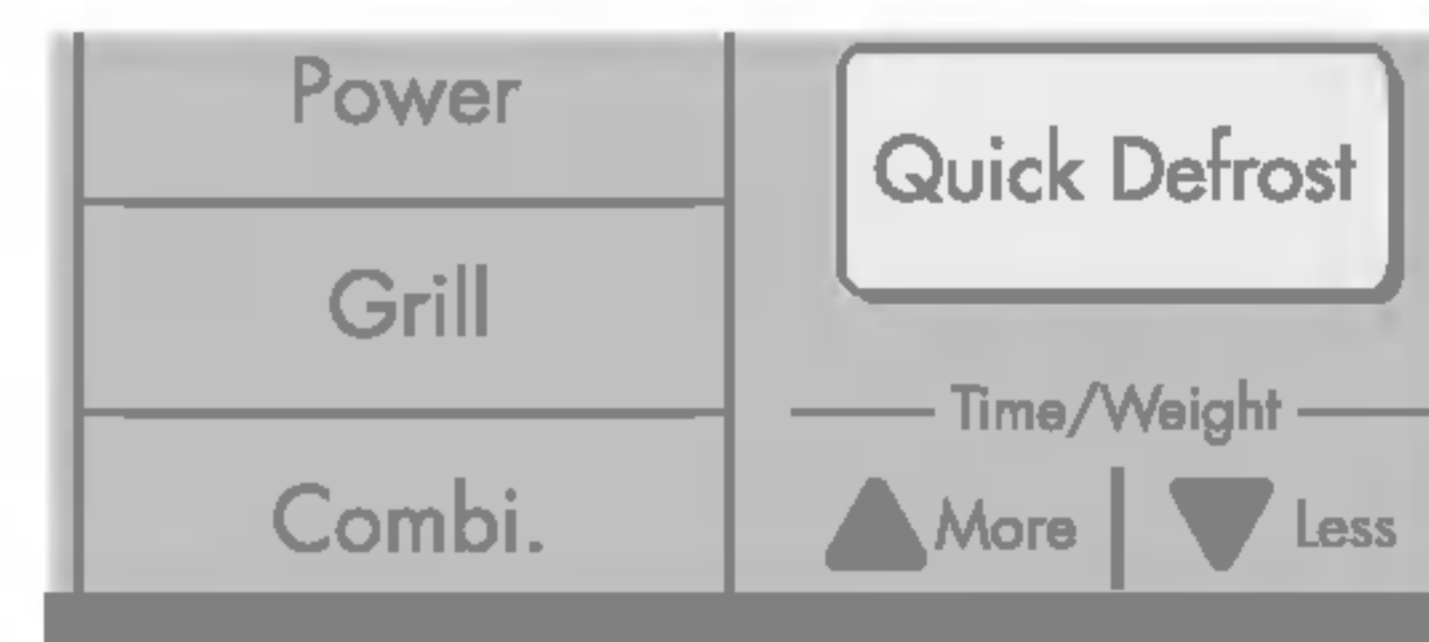 Power
Quick Defrost
Grill
Time/Weight
Combi.
More
Less